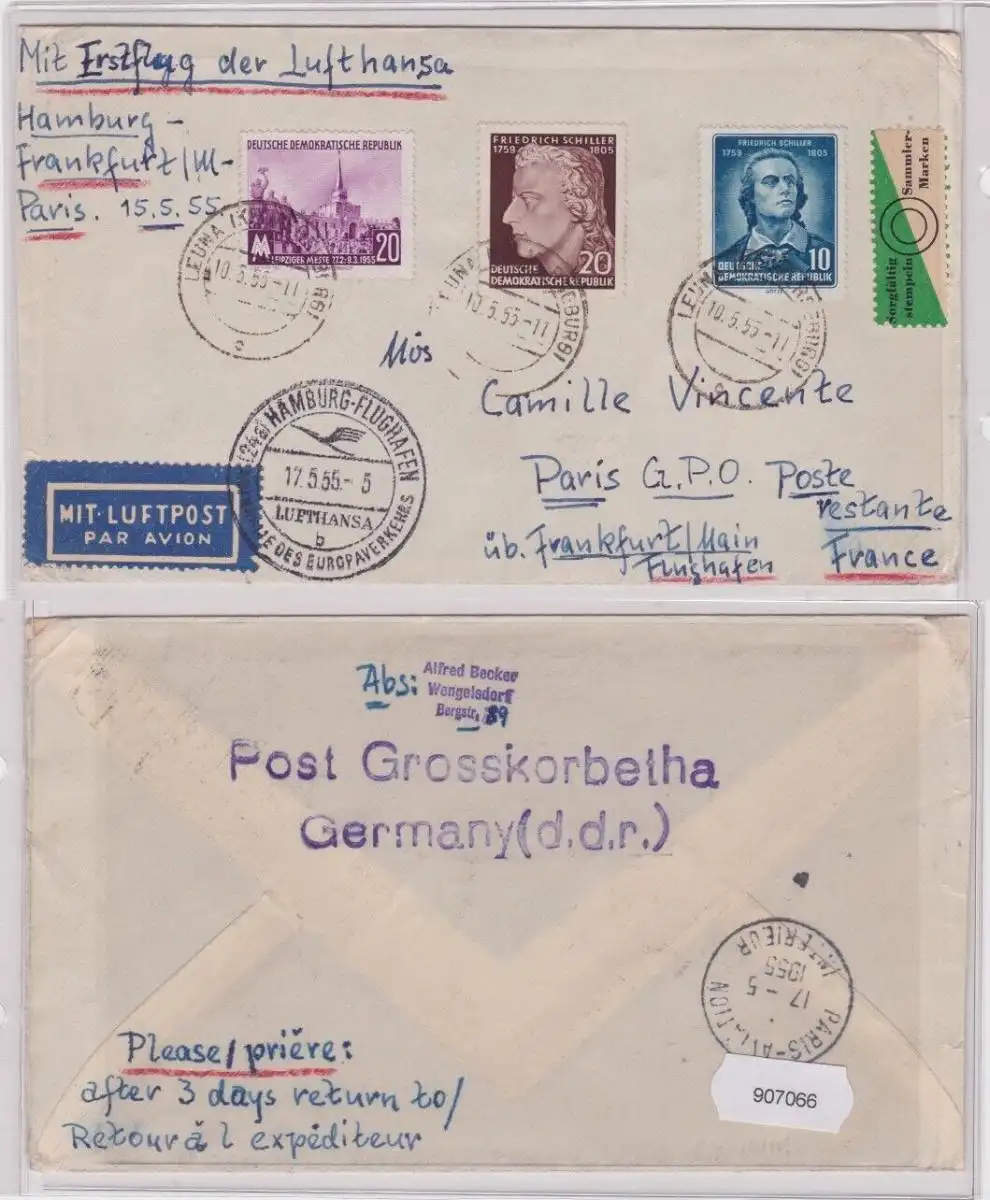 Mit Erstflug der Lufthansa
Hamburg -
Frankfurt/M-
Paris. 15.5.55
DEUTSCHE DEMOKRATISCHE REPUBLIK
M 20
LEIPZIGER MESSE 27.2-9.3.1955
FRIEDRICH SCHILLER
1759 1805
20
DEUTSCHE
DEMOKRATISCHE REPUBLIK
FRIEDRICH SCHILLER
1759 1805
10
DEUTSCHE
DEMOKRATISCHE REPUBLIK
Sammler-
Marken
Sorgfältig
stempeln
LEUNA
10.5.55-11
c
10.5.55-11
LEUNA
10.5.55-11
Camille Vincente
Paris G.P.O. Poste
restante
üb. Frankfurt/Main France
Flughafen
HAMBURG-FLUGHAFEN
17.5.55-5
LUFTHANSA
b
DES EUROPAVERKEHRS
MIT LUFTPOST
PAR AVION
Abs:
Alfred Becker
Wengelsdorf
Bergstr. 89
Post Grosskorbetha
Germany(d.d.r.)
PARIS-AVIATION
17 - 5
1955
Please/prière:
after 3 days return to/
Retour à l expéditeur
907066